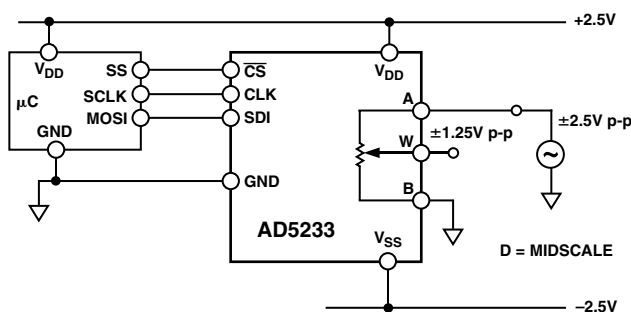 +2.5V
VDD
μC
SS
SCLK
MOSI
GND
CS
CLK
SDI
GND
VDD
A
W
B
±1.25V p-p
±2.5V p-p
~
AD5233
VSS
D = MIDSCALE
–2.5V